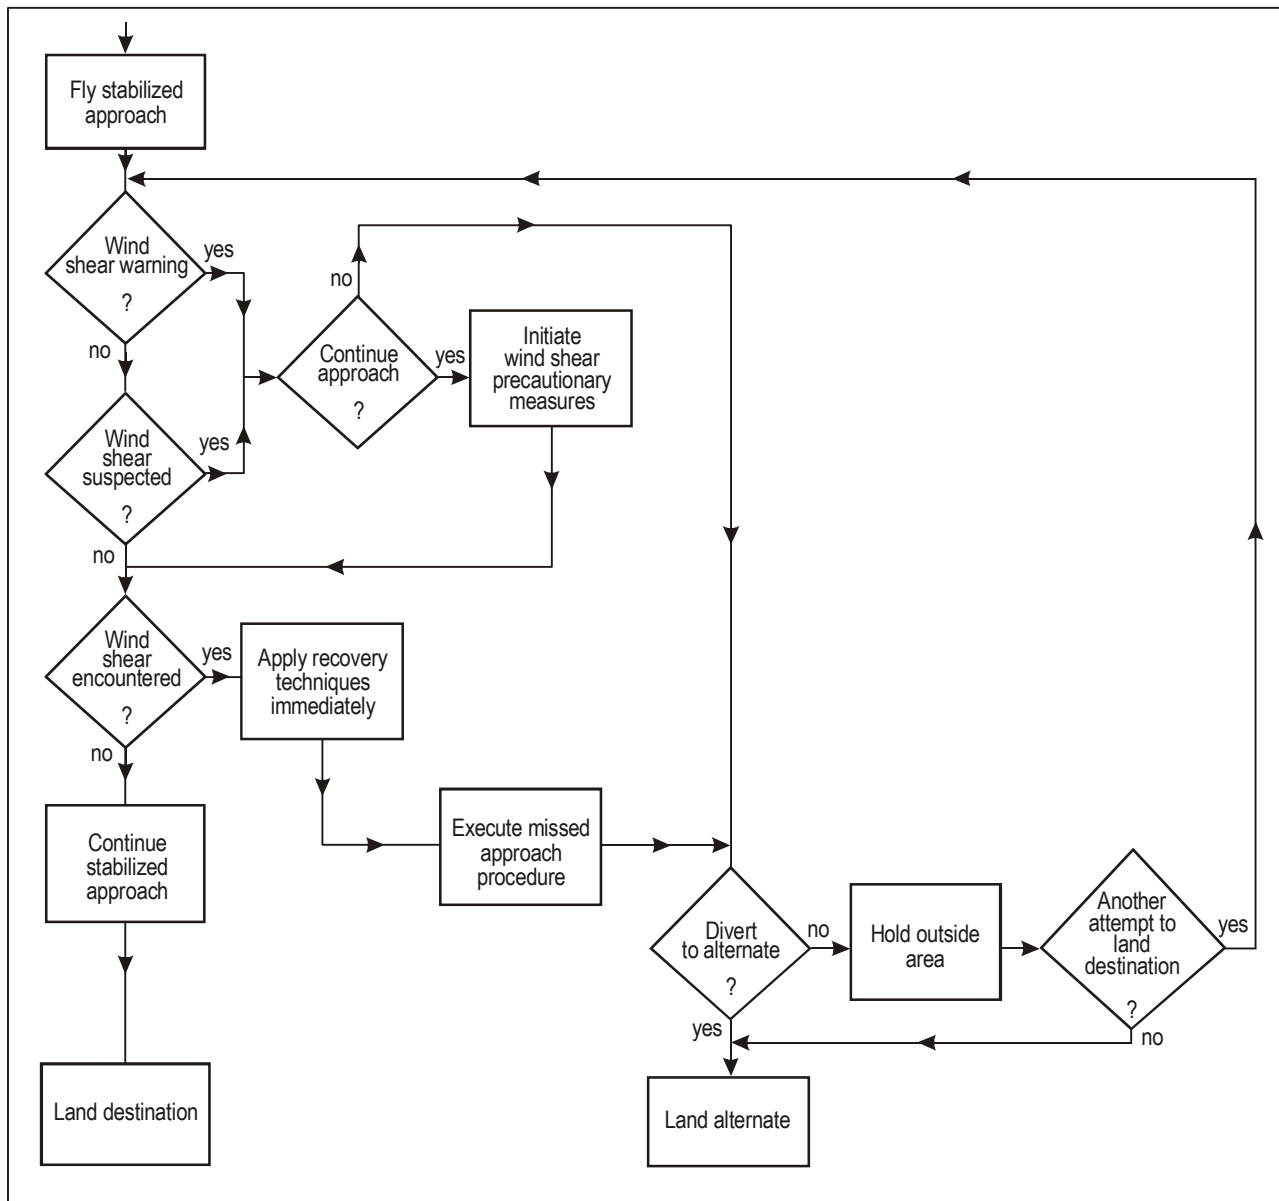 Fly stabilized
approach
Wind
shear warning
?
yes
no
Wind
shear
suspected
?
yes
no
Continue
approach
?
no
yes
Initiate
wind shear
precautionary
measures
Wind
shear
encountered
?
yes
no
Apply recovery
techniques
immediately
Continue
stabilized
approach
Execute missed
approach
procedure
Divert
to alternate
?
no
yes
Hold outside
area
Another
attempt to
land
destination
?
yes
no
Land destination
Land alternate